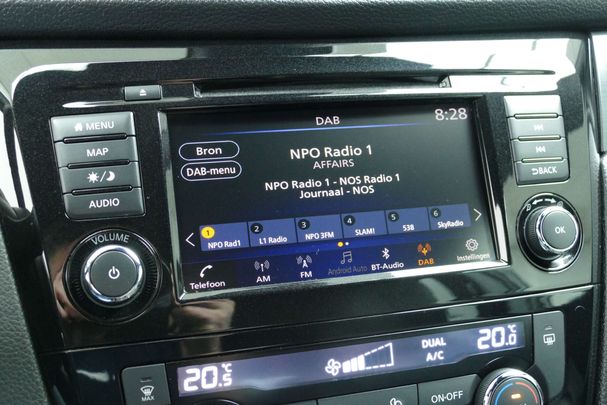 DAB
8:28
MENU
MAP
AUDIO
VOLUME
BACK
OK
Bron
DAB-menu
NPO Radio 1
AFFAIRS
NPO Radio 1 - NOS Radio 1
Journaal - NOS
1 2 3 4 5 6
NPO Rad1 L1 Radio NPO 3FM SLAM! 538 SkyRadio
Telefoon AM FM Android Auto BT-Audio DAB Instellingen
20.5°C
DUAL
A/C
20.0°C
MAX
ON-OFF